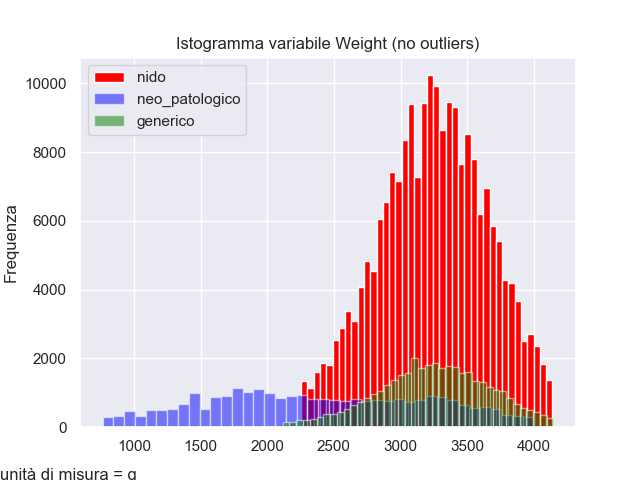 Istogramma variabile Weight (no outliers)
nido
neo_patologico
generico
Frequenza
10000
8000
6000
4000
2000
0
1000 1500 2000 2500 3000 3500 4000
unità di misura = g